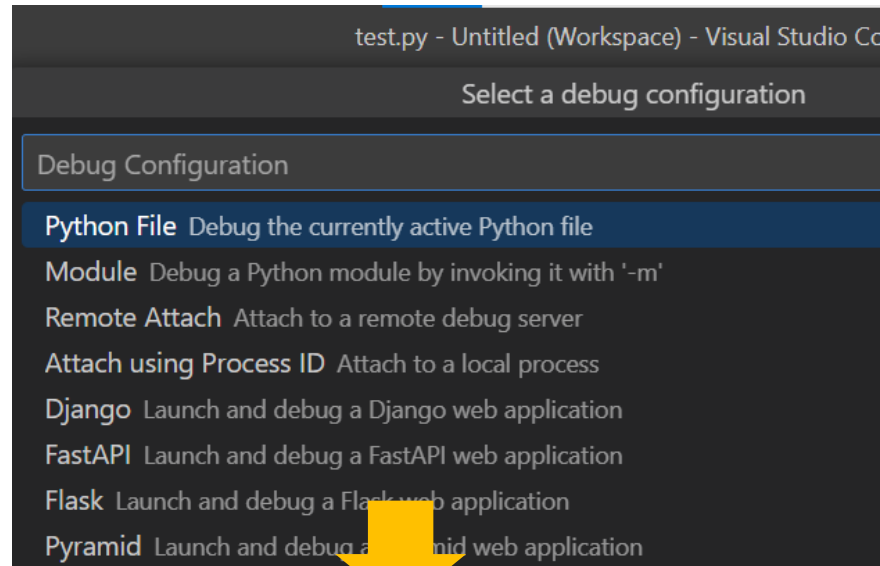 test.py - Untitled (Workspace) - Visual Studio Co
Select a debug configuration
Debug Configuration
Python File Debug the currently active Python file
Module Debug a Python module by invoking it with '-m'
Remote Attach Attach to a remote debug server
Attach using Process ID Attach to a local process
Django Launch and debug a Django web application
FastAPI Launch and debug a FastAPI web application
Flask Launch and debug a Flask web application
Pyramid Launch and debug a Pyramid web application